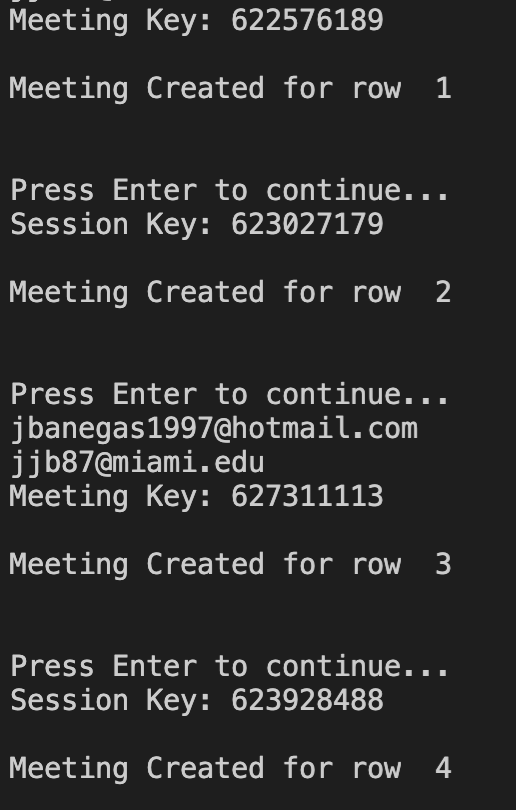 Meeting Key: 622576189
Meeting Created for row  1
Press Enter to continue...
Session Key: 623027179
Meeting Created for row  2
Press Enter to continue...
jbanegas1997@hotmail.com
jjb87@miami.edu
Meeting Key: 627311113
Meeting Created for row  3
Press Enter to continue...
Session Key: 623928488
Meeting Created for row  4